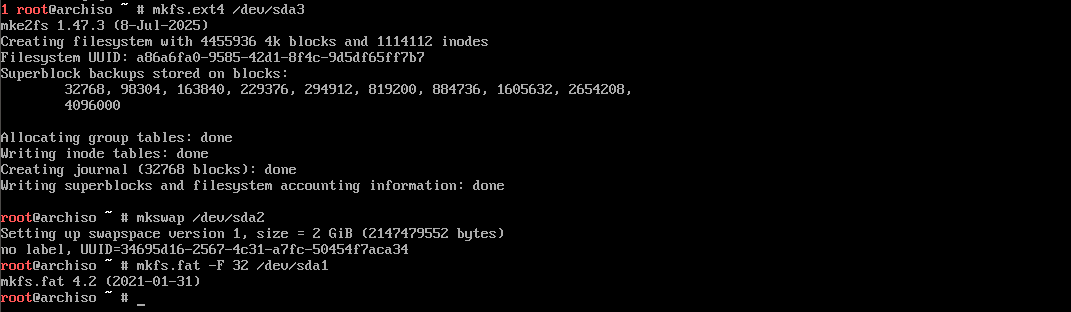 1 root@archiso ~ # mkfs.ext4 /dev/sda3
mke2fs 1.47.3 (8-Jul-2025)
Creating filesystem with 4455936 4k blocks and 1114112 inodes
Filesystem UUID: a86a6fa0-9585-42d1-8f4c-9d5df65ff7b7
Superblock backups stored on blocks:
        32768, 98304, 163840, 229376, 294912, 819200, 884736, 1605632, 2654208,
        4096000

Allocating group tables: done
Writing inode tables: done
Creating journal (32768 blocks): done
Writing superblocks and filesystem accounting information: done

root@archiso ~ # mkswap /dev/sda2
Setting up swapspace version 1, size = 2 GiB (2147479552 bytes)
no label, UUID=34695d16-2567-4c31-a7fc-50454f7aca34
root@archiso ~ # mkfs.fat -F 32 /dev/sda1
mkfs.fat 4.2 (2021-01-31)
root@archiso ~ # _